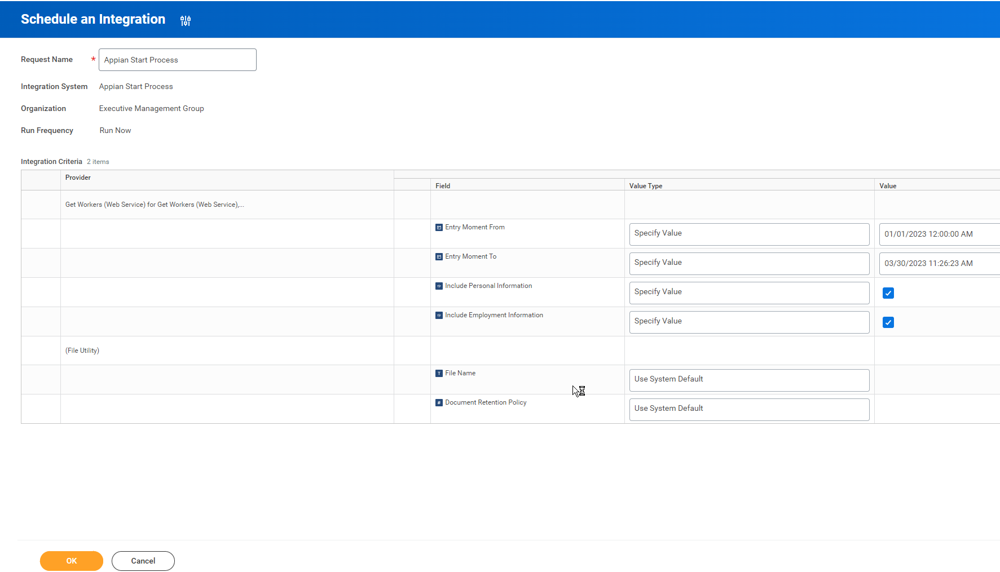 Schedule an Integration
Request Name * Appian Start Process
Integration System Appian Start Process
Organization Executive Management Group
Run Frequency Run Now
Integration Criteria 2 items
Provider
Field Value Type Value
Get Workers (Web Service) for Get Workers (Web Service),...
Entry Moment From Specify Value 01/01/2023 12:00:00 AM
Entry Moment To Specify Value 03/30/2023 11:26:23 AM
Include Personal Information Specify Value
Include Employment Information Specify Value
(File Utility)
File Name Use System Default
Document Retention Policy Use System Default
OK Cancel